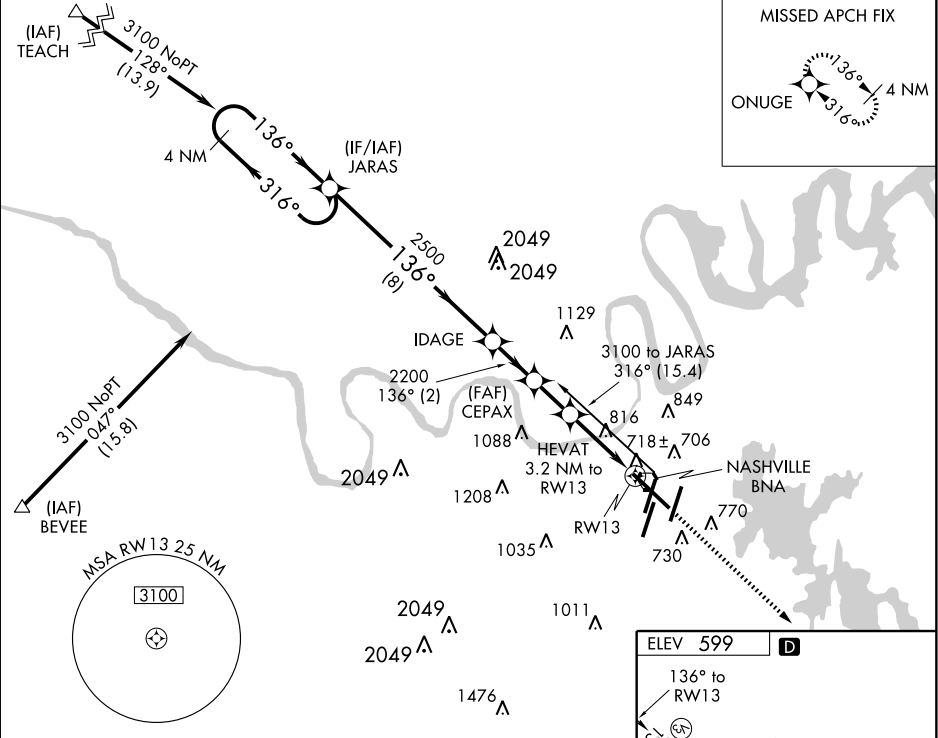 (IAF)
TEACH
3100 NoPT
128°
(13.9)
MISSED APCH FIX
136°
316°
4 NM
ONUGE
4 NM
136°
316°
(IF/IAF)
JARAS
2500
136°
(8)
2049
2049
1129
IDAGE
3100 to JARAS
316° (15.4)
2200
136° (2)
(FAF)
CEPAX
849
816
1088
HEVAT
3.2 NM to
RW13
718±
706
3100 NoPT
047°
(15.8)
2049
1208
NASHVILLE
BNA
(IAF)
BEVEE
RW13
770
730
1035
MSA RW13 25 NM
3100
2049
2049
1011
1476
ELEV 599
D
136° to
RW13
V5